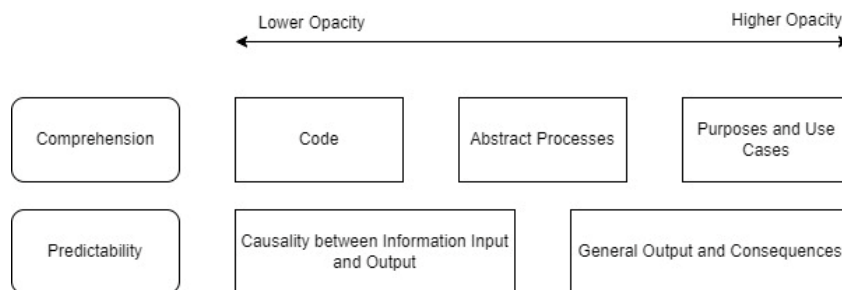 Lower Opacity
Higher Opacity
Comprehension
Code
Abstract Processes
Purposes and Use
Cases
Predictability
Causality between Information Input
and Output
General Output and Consequences